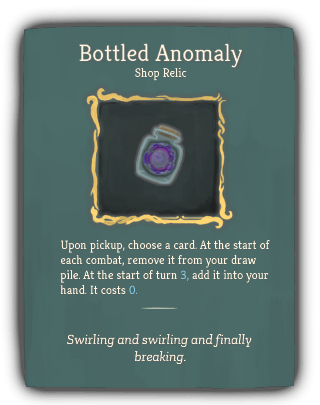 Bottled Anomaly
Shop Relic
Upon pickup, choose a card. At the start of
each combat, remove it from your draw
pile. At the start of turn 3, add it into your
hand. It costs 0.
Swirling and swirling and finally
breaking.